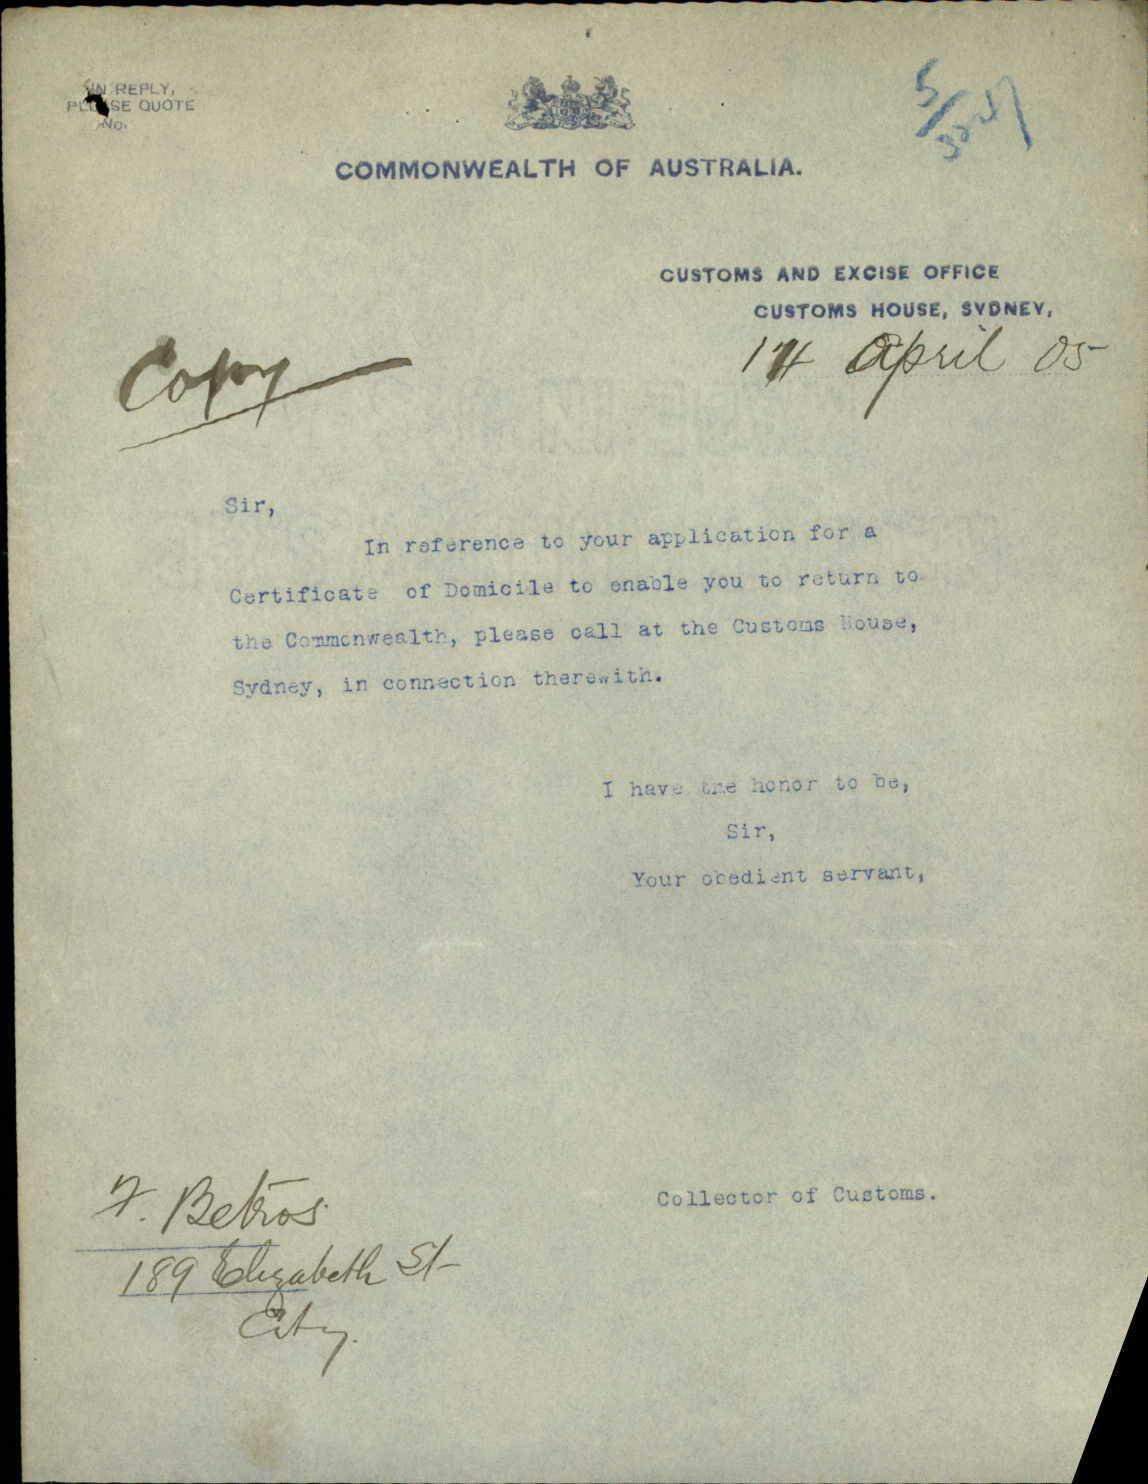 IN REPLY,
PLEASE QUOTE
No.
COMMONWEALTH OF AUSTRALIA.
CUSTOMS AND EXCISE OFFICE
CUSTOMS HOUSE, SYDNEY,
April 05
Copy
Sir,
In reference to your application for a
Certificate of Domicile to enable you to return to
the Commonwealth, please call at the Customs House,
Sydney, in connection therewith.
I have the honor to be,
Sir,
Your obedient servant,
Collector of Customs.
F. Betros
189 Elizabeth St
City.